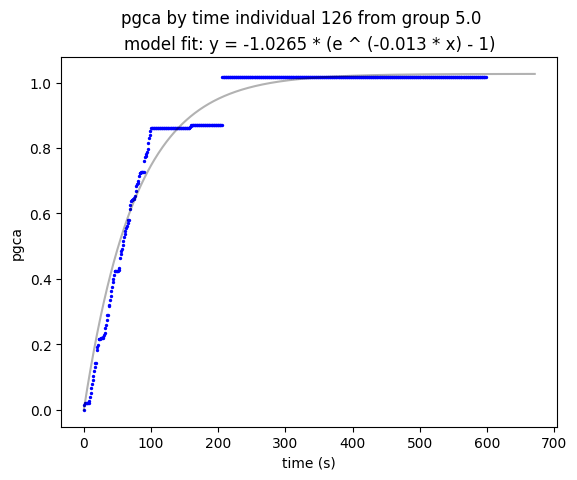 pgca by time individual 126 from group 5.0
model fit: y = -1.0265 * (e ^ (-0.013 * x) - 1)
1.0
0.8
0.6
0.4
0.2
0.0
pgca
0 100 200 300 400 500 600 700
time (s)